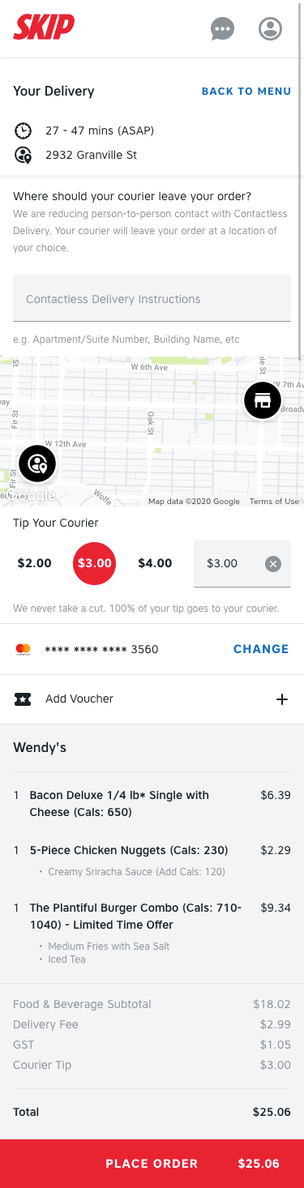 SKIP
Your Delivery
BACK TO MENU
27 - 47 mins (ASAP)
2932 Granville St
Where should your courier leave your order?
We are reducing person-to-person contact with Contactless
Delivery. Your courier will leave your order at a location of
your choice.
Contactless Delivery Instructions
e.g. Apartment/Suite Number, Building Name, etc
W 6th Ave
W 7th A
Fir St
Oak St
W 12th Ave
Fir St
Google
Map data ©2020 Google
Terms of Use
Tip Your Courier
$2.00
$3.00
$4.00
$3.00
We never take a cut. 100% of your tip goes to your courier.
**** **** **** 3560
CHANGE
Add Voucher
Wendy's
1 Bacon Deluxe 1/4 lb* Single with
Cheese (Cals: 650)
$6.39
1 5-Piece Chicken Nuggets (Cals: 230)
$2.29
• Creamy Sriracha Sauce (Add Cals: 120)
1 The Plantiful Burger Combo (Cals: 710-
1040) - Limited Time Offer
$9.34
• Medium Fries with Sea Salt
• Iced Tea
Food & Beverage Subtotal $18.02
Delivery Fee $2.99
GST $1.05
Courier Tip $3.00
Total $25.06
PLACE ORDER $25.06